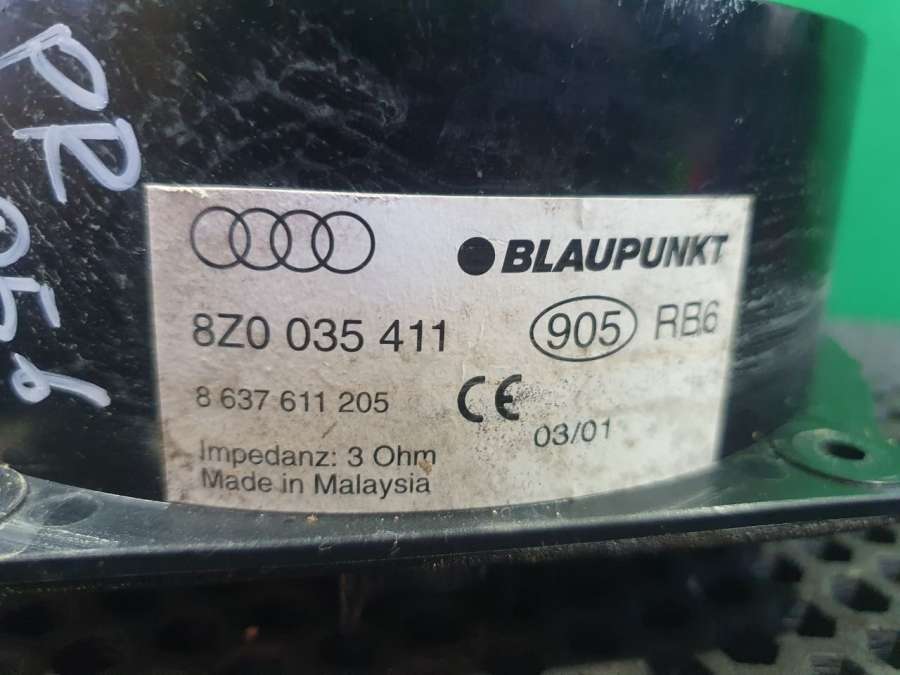 PR056
BLAUPUNKT
8Z0 035 411
905 RB6
8 637 611 205 CE
03/01
Impedanz: 3 Ohm
Made in Malaysia